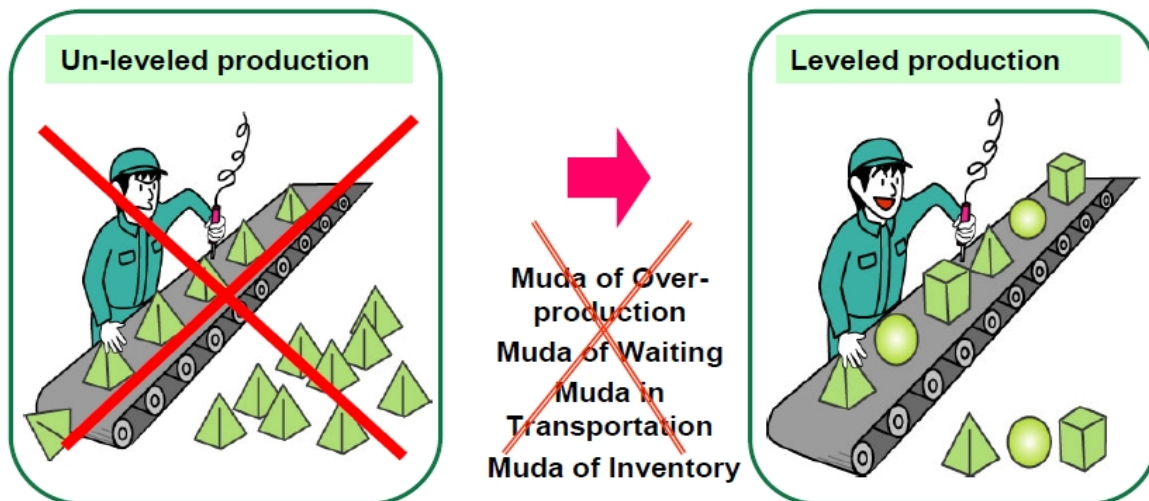 Un-leveled production
Leveled production
Muda of Over-
production
Muda of Waiting
Muda in
Transportation
Muda of Inventory